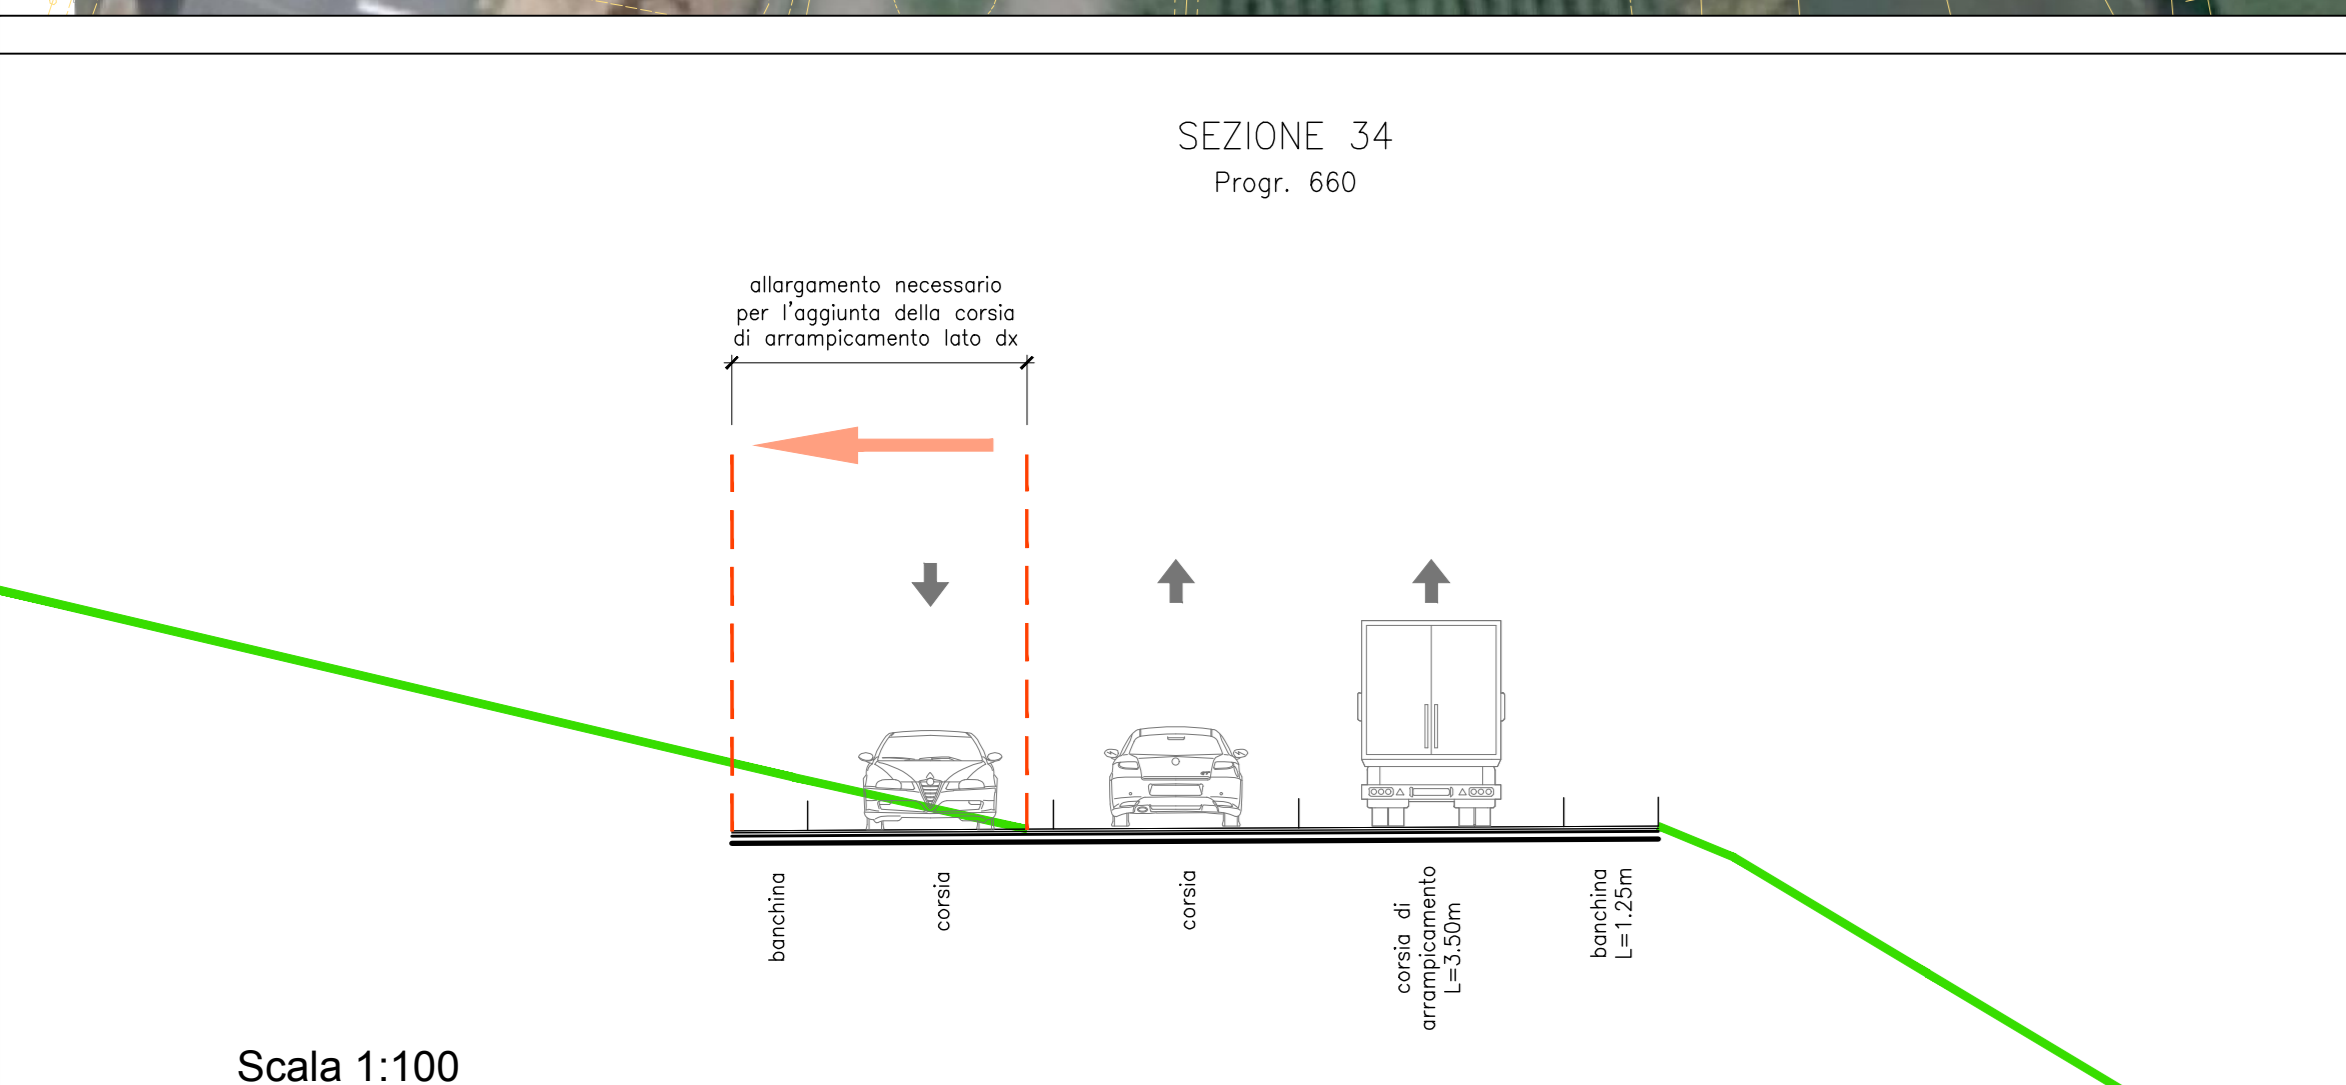 SEZIONE 34
Progr. 660
allargamento necessario
per l'aggiunta della corsia
di arrampicamento lato dx
banchina
corsia
corsia
corsia di
arrampicamento
L=3.50m
banchina
L=1.25m
Scala 1:100